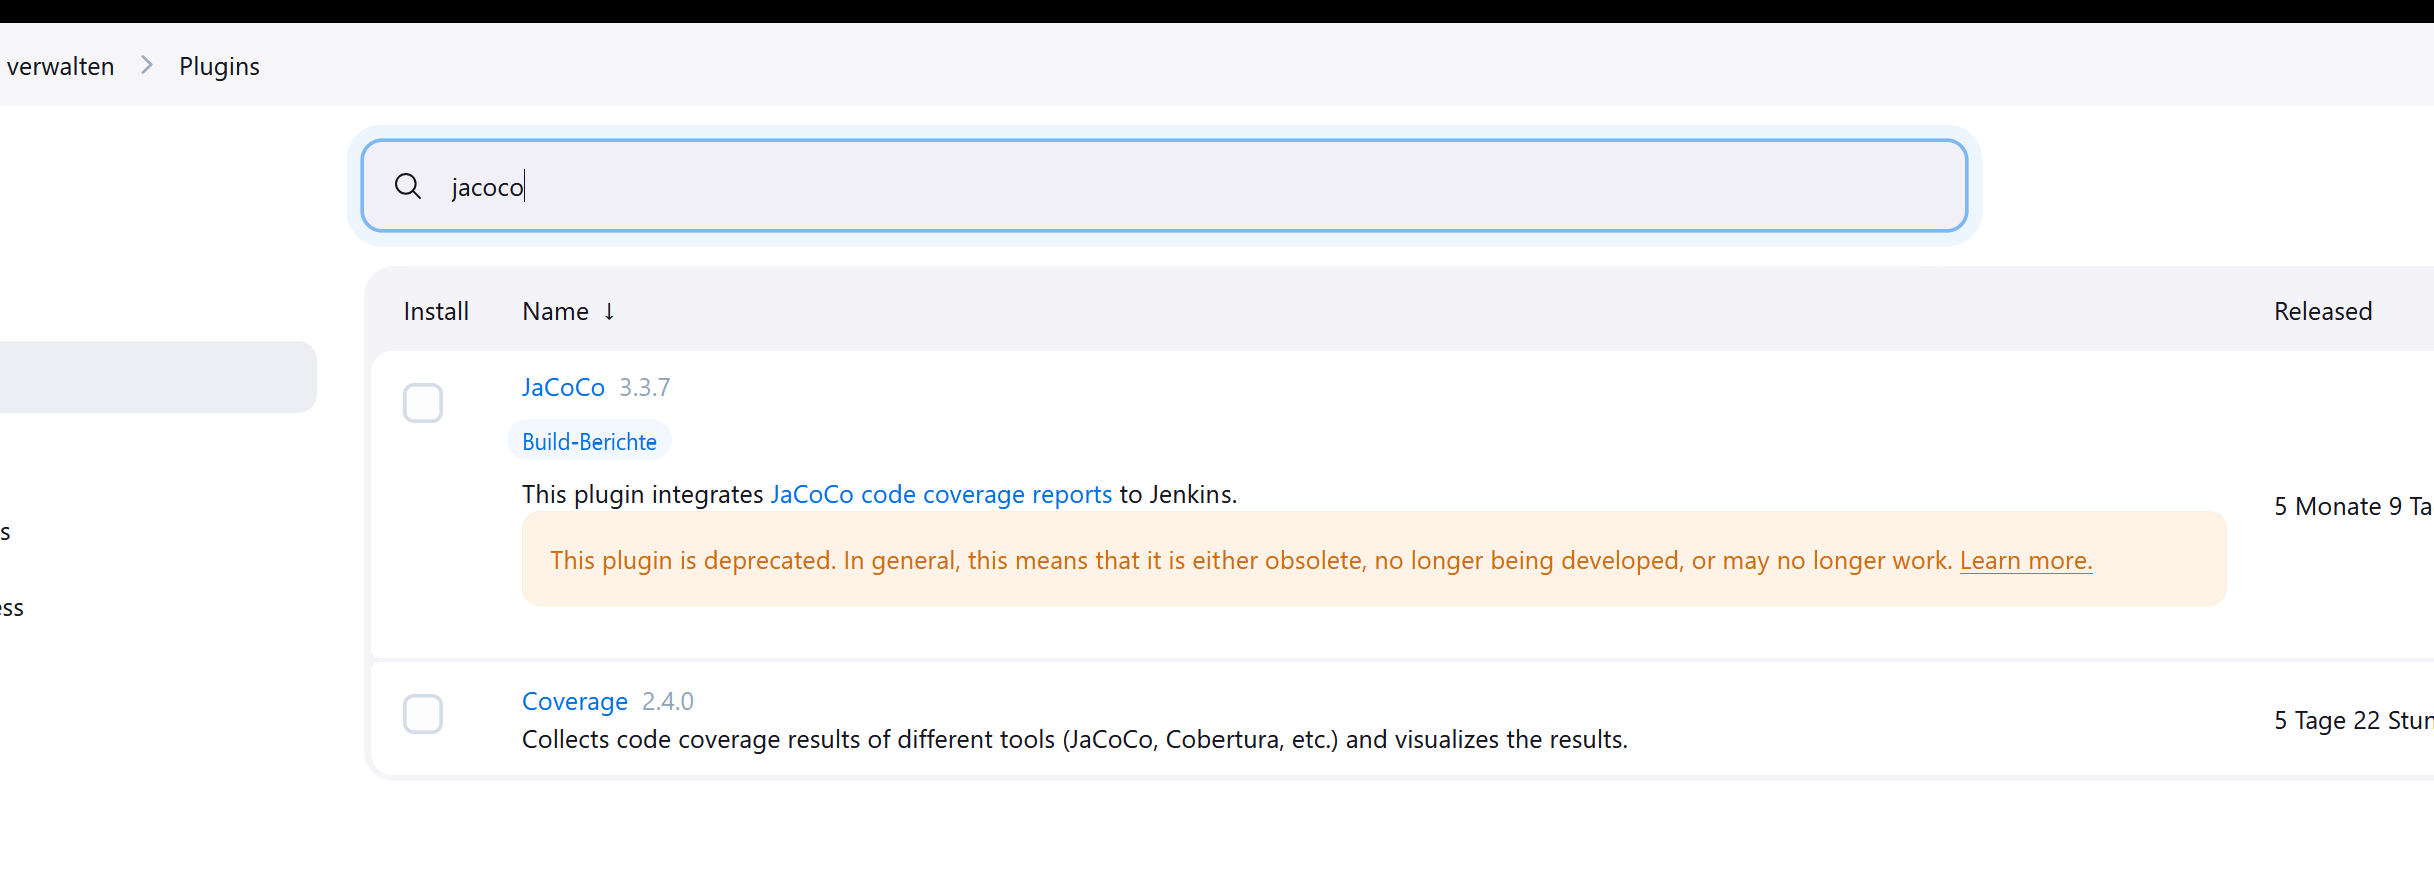 verwalten > Plugins
jacoco
Install Name ↓ Released
JaCoCo 3.3.7
Build-Berichte
This plugin integrates JaCoCo code coverage reports to Jenkins.
5 Monate 9 Ta
This plugin is deprecated. In general, this means that it is either obsolete, no longer being developed, or may no longer work. Learn more.
s
ess
Coverage 2.4.0
Collects code coverage results of different tools (JaCoCo, Cobertura, etc.) and visualizes the results.
5 Tage 22 Stun